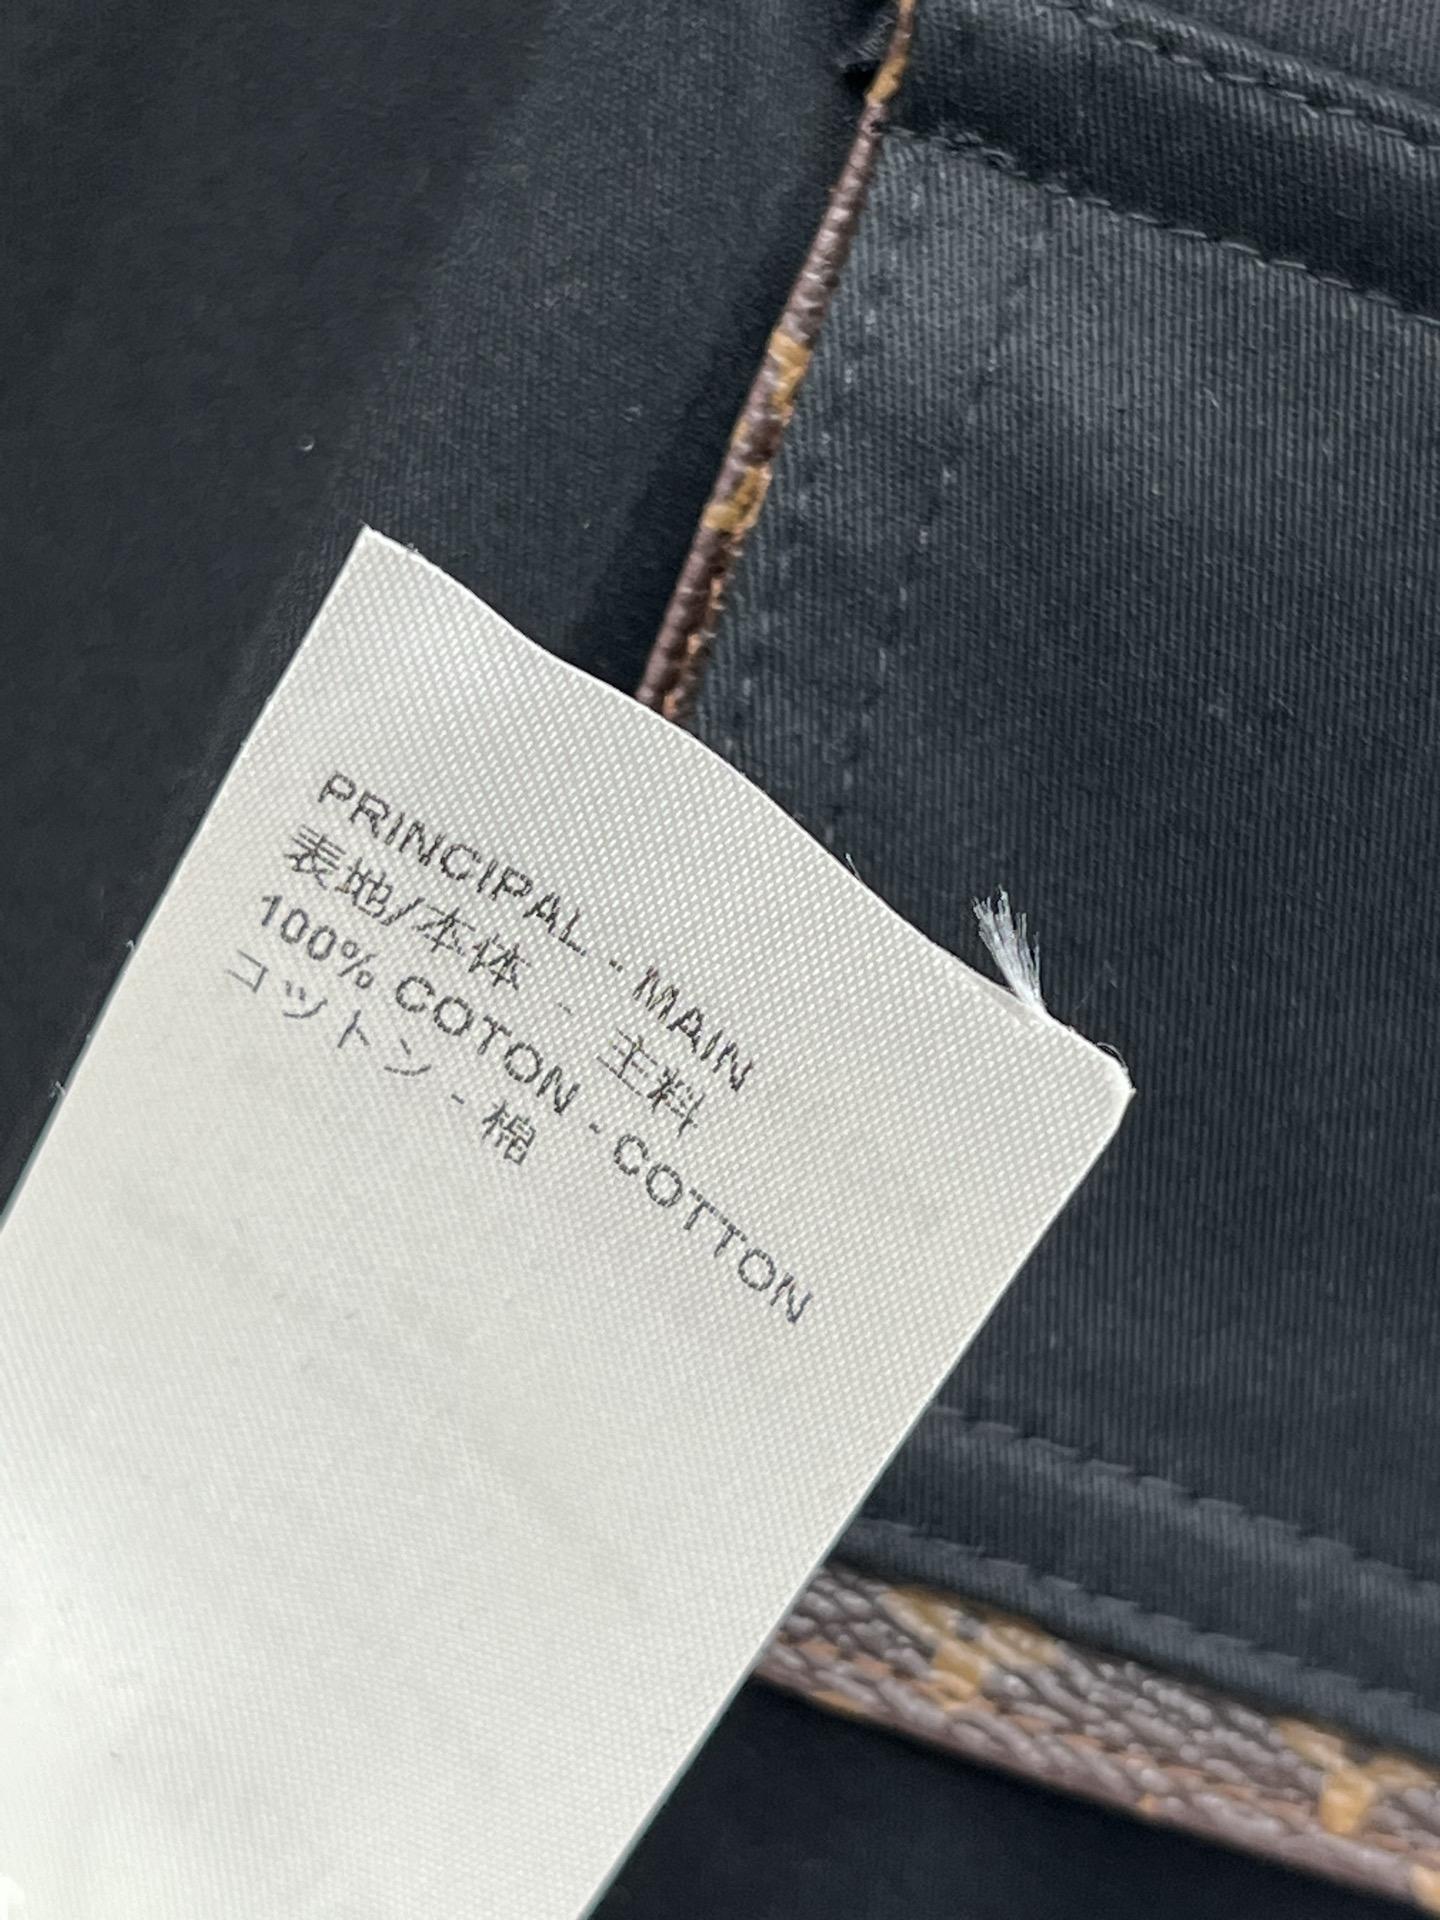 PRINCIPAL - MAIN
表地/本体 - 主料
100% COTON - COTTON
コットン - 棉